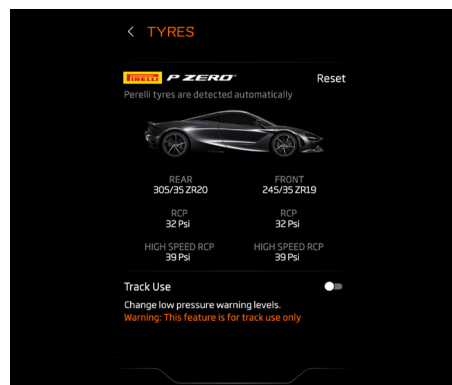 TYRES
PIRELLI P ZERO™ Reset
Perelli tyres are detected automatically
REAR FRONT
305/35 ZR20 245/35 ZR19
RCP RCP
32 Psi 32 Psi
HIGH SPEED RCP HIGH SPEED RCP
39 Psi 39 Psi
Track Use
Change low pressure warning levels.
Warning: This feature is for track use only